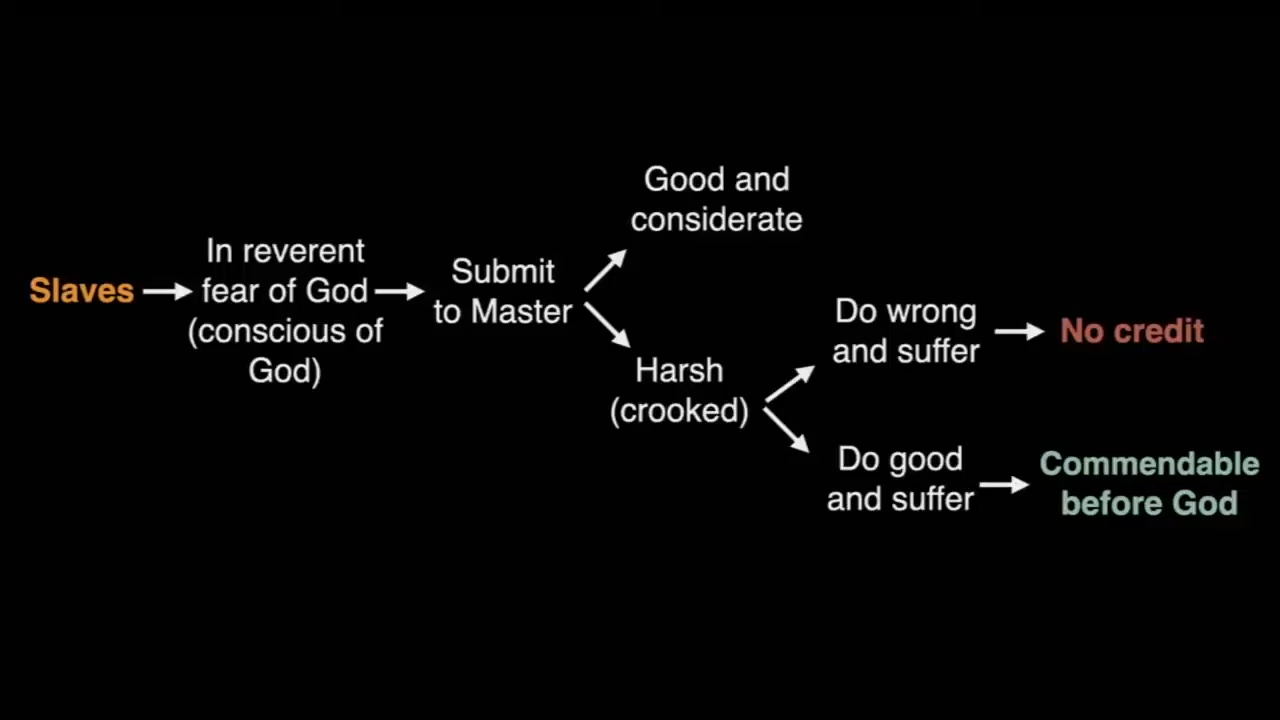 Slaves
In reverent
fear of God
(conscious of
God)
Submit
to Master
Good and
considerate
Harsh
(crooked)
Do wrong
and suffer
No credit
Do good
and suffer
Commendable
before God